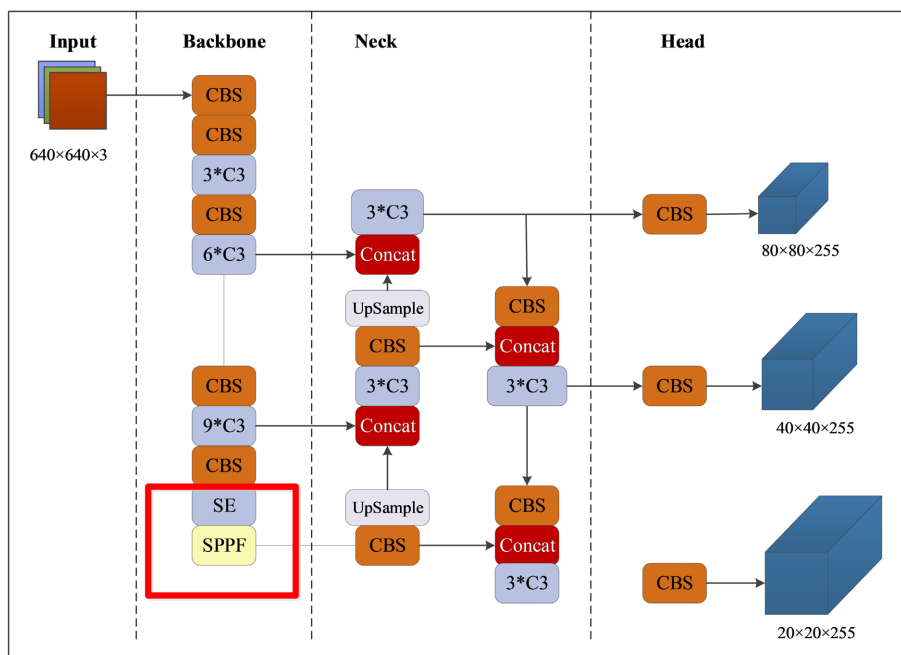 Input
Backbone
Neck
Head
640×640×3
CBS
CBS
3*C3
CBS
6*C3
CBS
9*C3
CBS
SE
SPPF
3*C3
Concat
UpSample
CBS
3*C3
Concat
UpSample
CBS
CBS
Concat
3*C3
CBS
Concat
3*C3
CBS
80×80×255
CBS
40×40×255
CBS
20×20×255